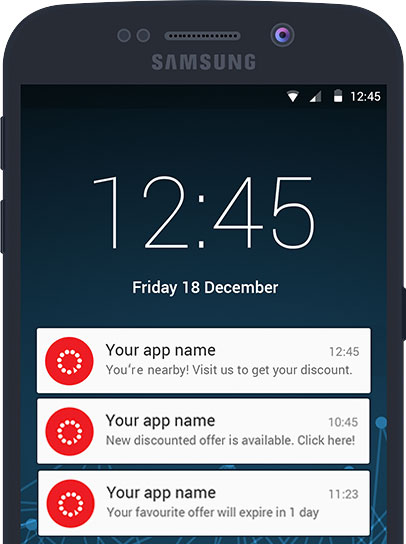 SAMSUNG
12:45
12:45
Friday 18 December
Your app name 12:45
You're nearby! Visit us to get your discount.
Your app name 10:45
New discounted offer is available. Click here!
Your app name 11:23
Your favourite offer will expire in 1 day